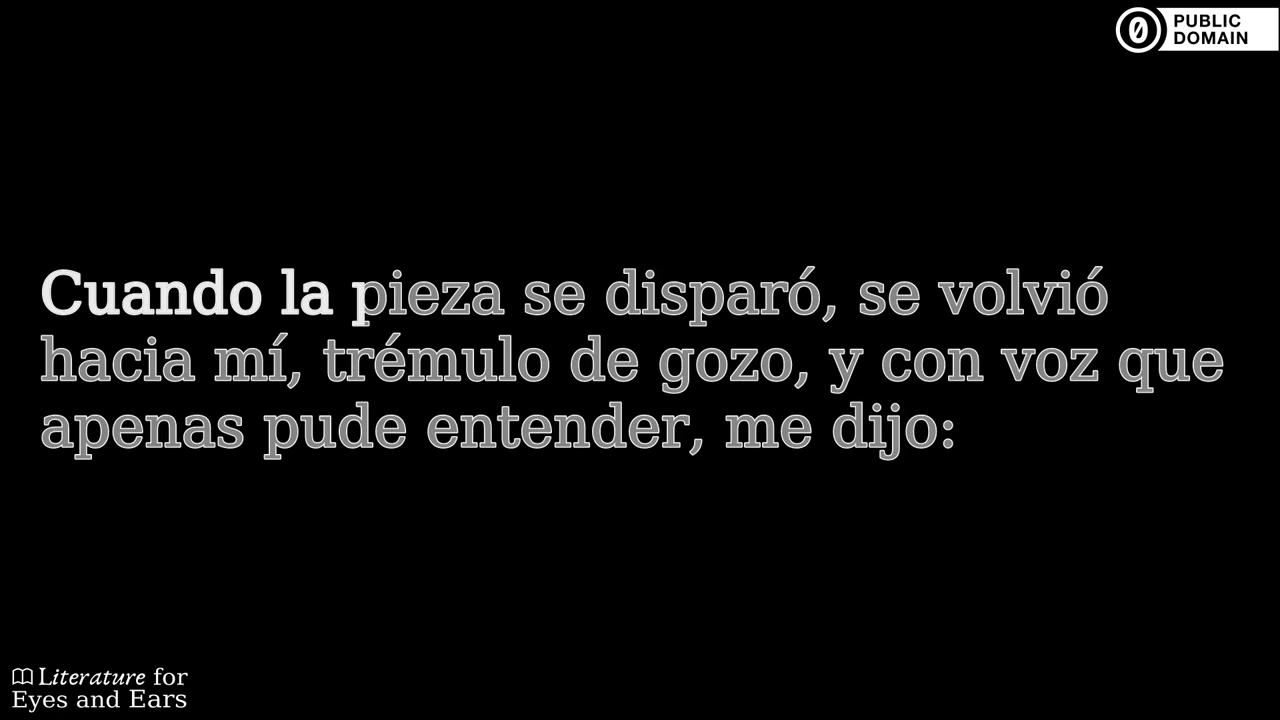 PUBLIC
DOMAIN
Cuando la pieza se disparó, se volvió
hacia mí, trémulo de gozo, y con voz que
apenas pude entender, me dijo:
Literature for
Eyes and Ears